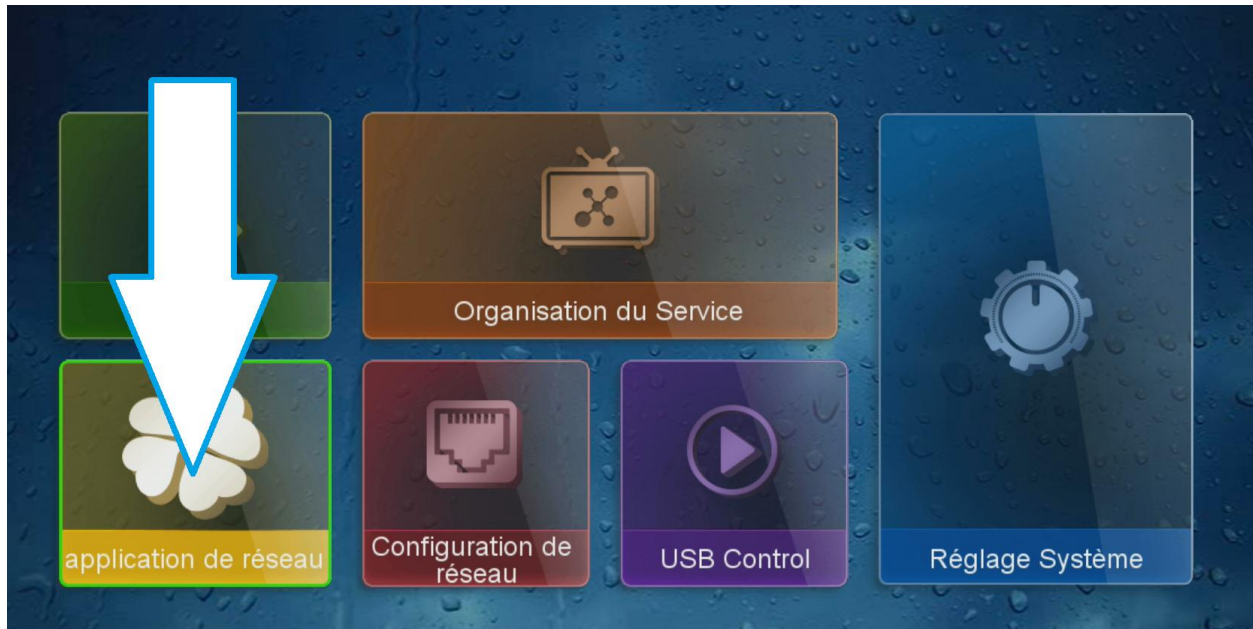 Organisation du Service
application de réseau
Configuration de
réseau
USB Control
Réglage Système